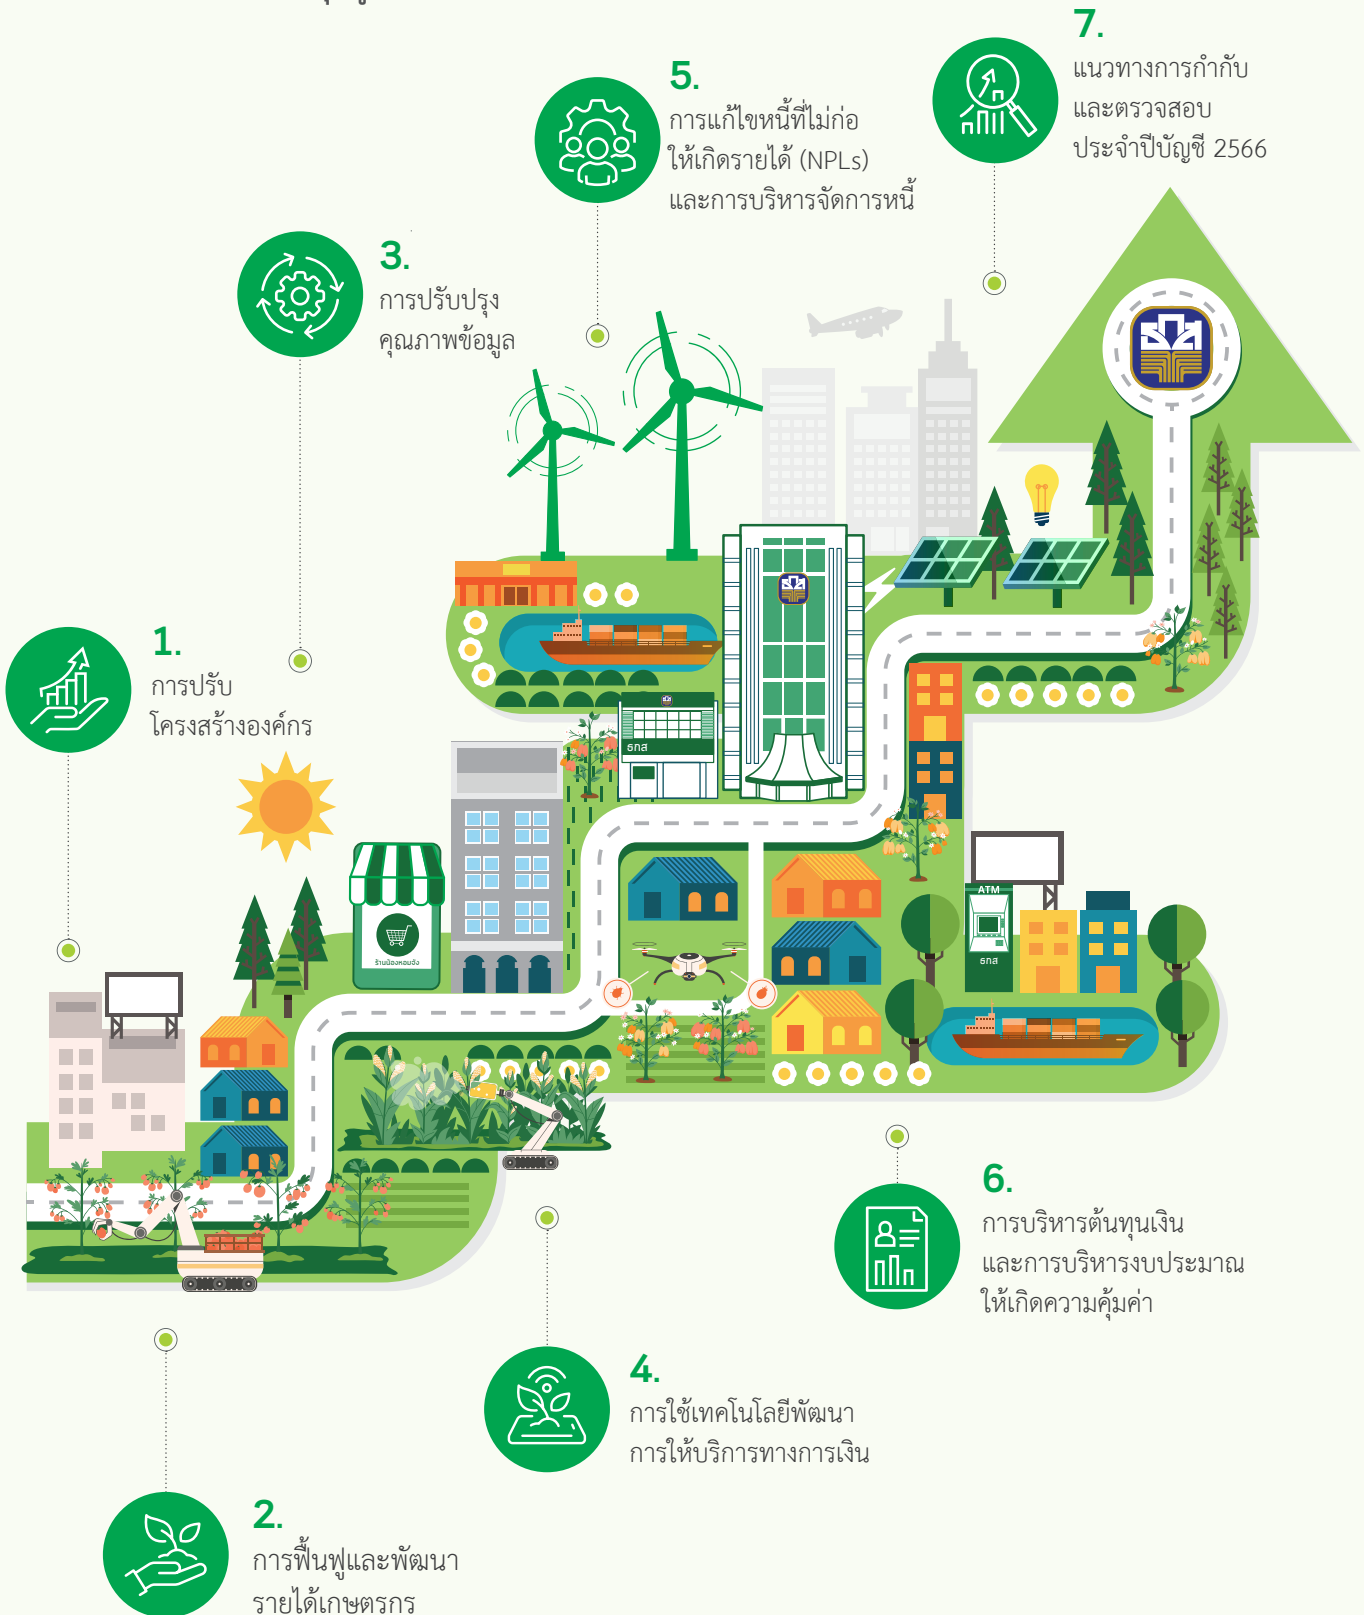 1.
การปรับ
โครงสร้างองค์กร
2.
การฟื้นฟูและพัฒนา
รายได้เกษตรกร
3.
การปรับปรุง
คุณภาพข้อมูล
4.
การใช้เทคโนโลยีพัฒนา
การให้บริการทางการเงิน
5.
การแก้ไขหนี้ที่ไม่ก่อ
ให้เกิดรายได้ (NPLs)
และการบริหารจัดการหนี้
6.
การบริหารต้นทุนเงิน
และการบริหารงบประมาณ
ให้เกิดความคุ้มค่า
7.
แนวทางการกำกับ
และตรวจสอบ
ประจำปีบัญชี 2566
ธกส
ร้านน้องหอมจัง
ATM
ธกส